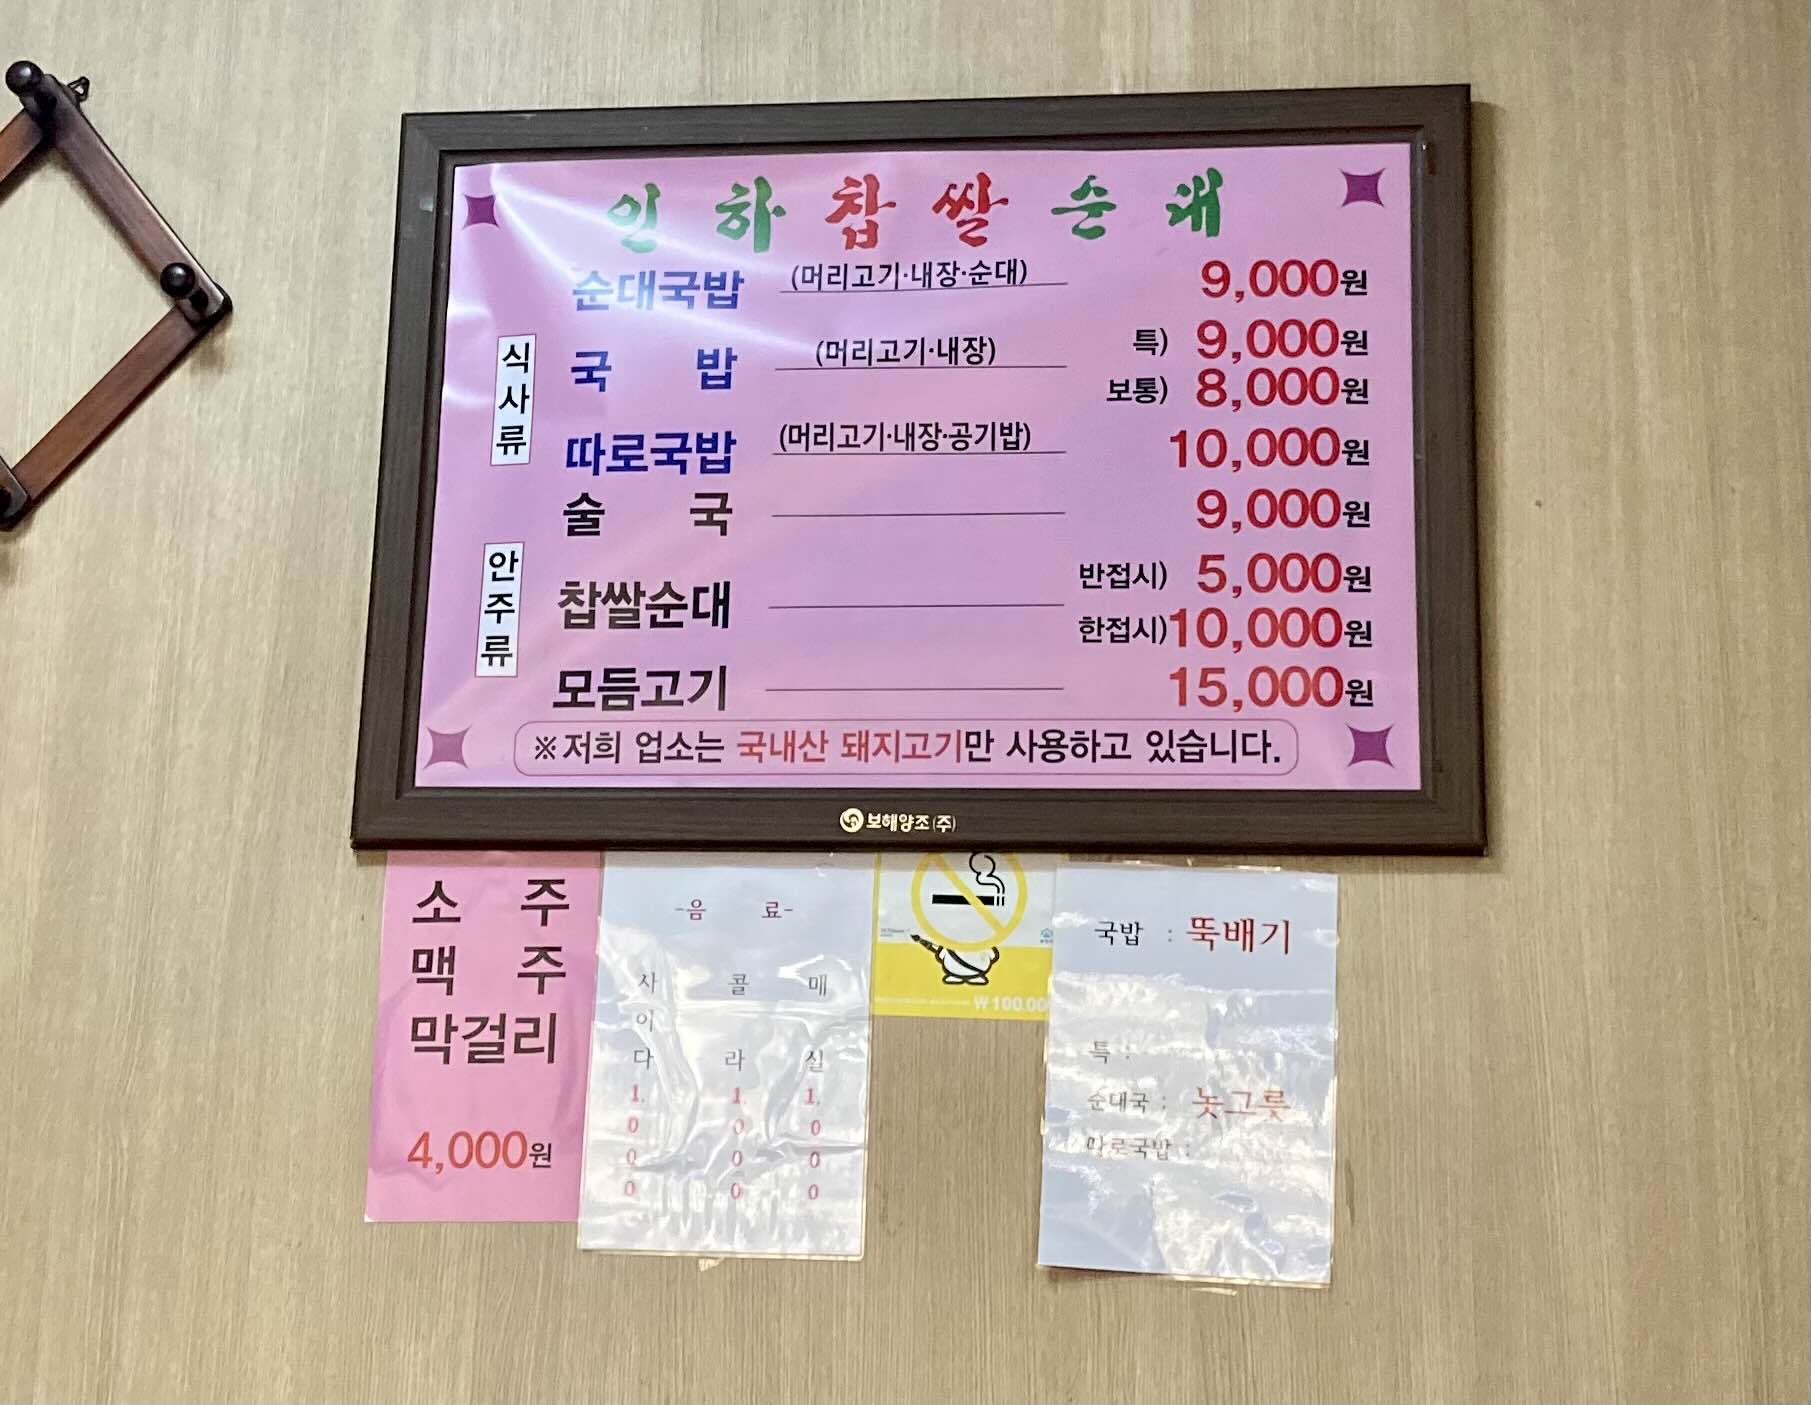 인하찹쌀순대
식사류
순대국밥 (머리고기·내장·순대) 9,000원
국밥 (머리고기·내장) 특) 9,000원
보통) 8,000원
따로국밥 (머리고기·내장·공기밥) 10,000원
안주류
술국 9,000원
찹쌀순대 반접시) 5,000원
한접시) 10,000원
모듬고기 15,000원
※저희 업소는 국내산 돼지고기만 사용하고 있습니다.
보해양조(주)
소주
맥주
막걸리
4,000원
-음 료-
사이다 1,000
콜라 1,000
매실 1,000
₩100.00
국밥 : 뚝배기
특 :
순대국 : 놋그릇
따로국밥 :